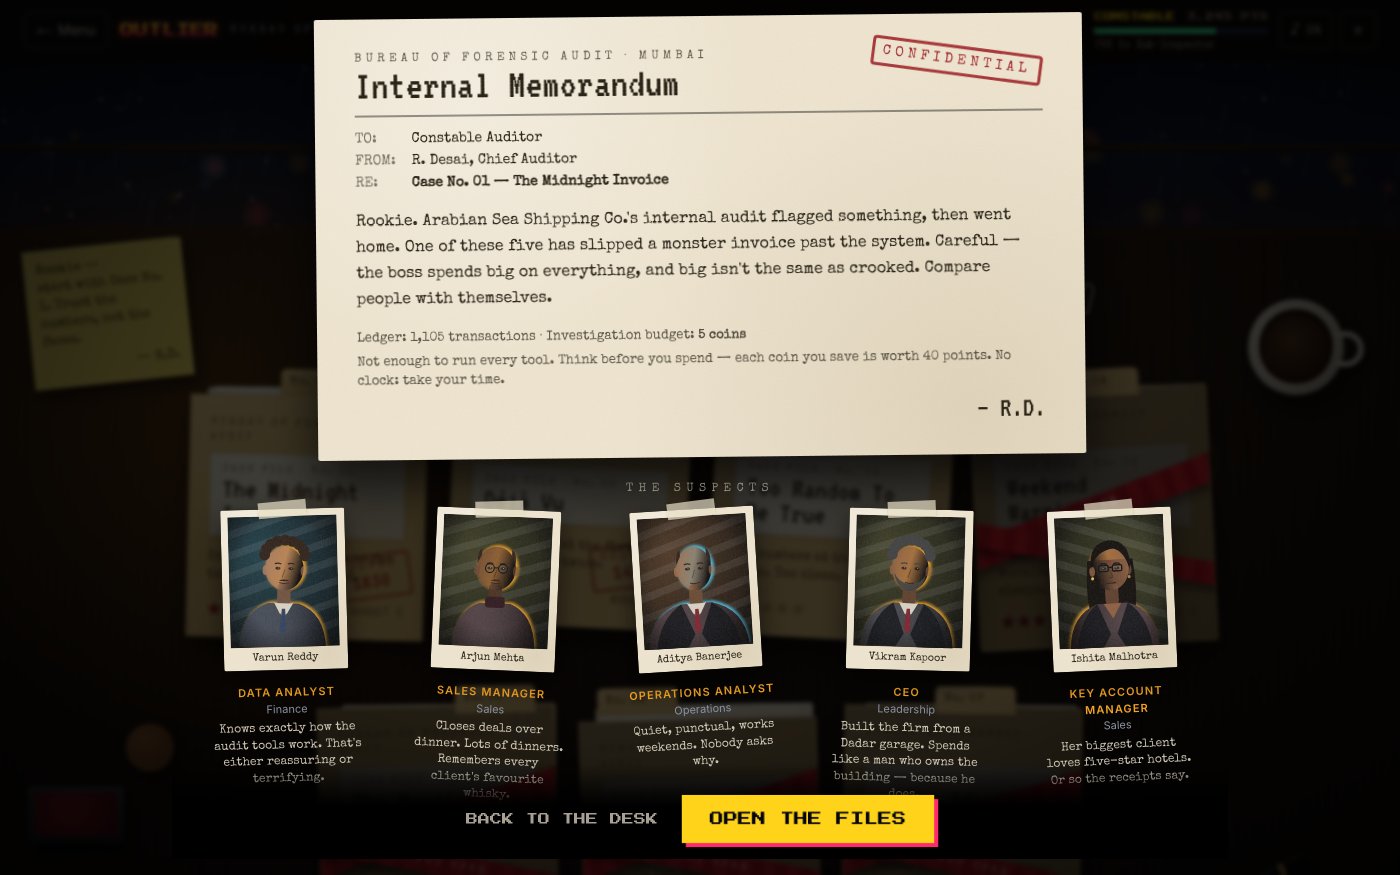 Menu
OUTLIER
CONSTABLE
BUREAU OF FORENSIC AUDIT · MUMBAI
CONFIDENTIAL
Internal Memorandum
TO: Constable Auditor
FROM: R. Desai, Chief Auditor
RE: Case No. 01 — The Midnight Invoice
Rookie. Arabian Sea Shipping Co.'s internal audit flagged something, then went
home. One of these five has slipped a monster invoice past the system. Careful —
the boss spends big on everything, and big isn't the same as crooked. Compare
people with themselves.
Ledger: 1,105 transactions · Investigation budget: 5 coins
Not enough to run every tool. Think before you spend — each coin you save is worth 40 points. No
clock: take your time.
– R.D.
THE SUSPECTS
The Midnight
Weekend
Be True
Varun Reddy
Arjun Mehta
Aditya Banerjee
Vikram Kapoor
Ishita Malhotra
DATA ANALYST
Finance
Knows exactly how the
audit tools work. That's
either reassuring or
terrifying.
SALES MANAGER
Sales
Closes deals over
dinner. Lots of dinners.
Remembers every
client's favourite
whisky.
OPERATIONS ANALYST
Operations
Quiet, punctual, works
weekends. Nobody asks
why.
CEO
Leadership
Built the firm from a
Dadar garage. Spends
like a man who owns the
building — because he
does.
KEY ACCOUNT
MANAGER
Sales
Her biggest client
loves five-star hotels.
Or so the receipts say.
BACK TO THE DESK
OPEN THE FILES